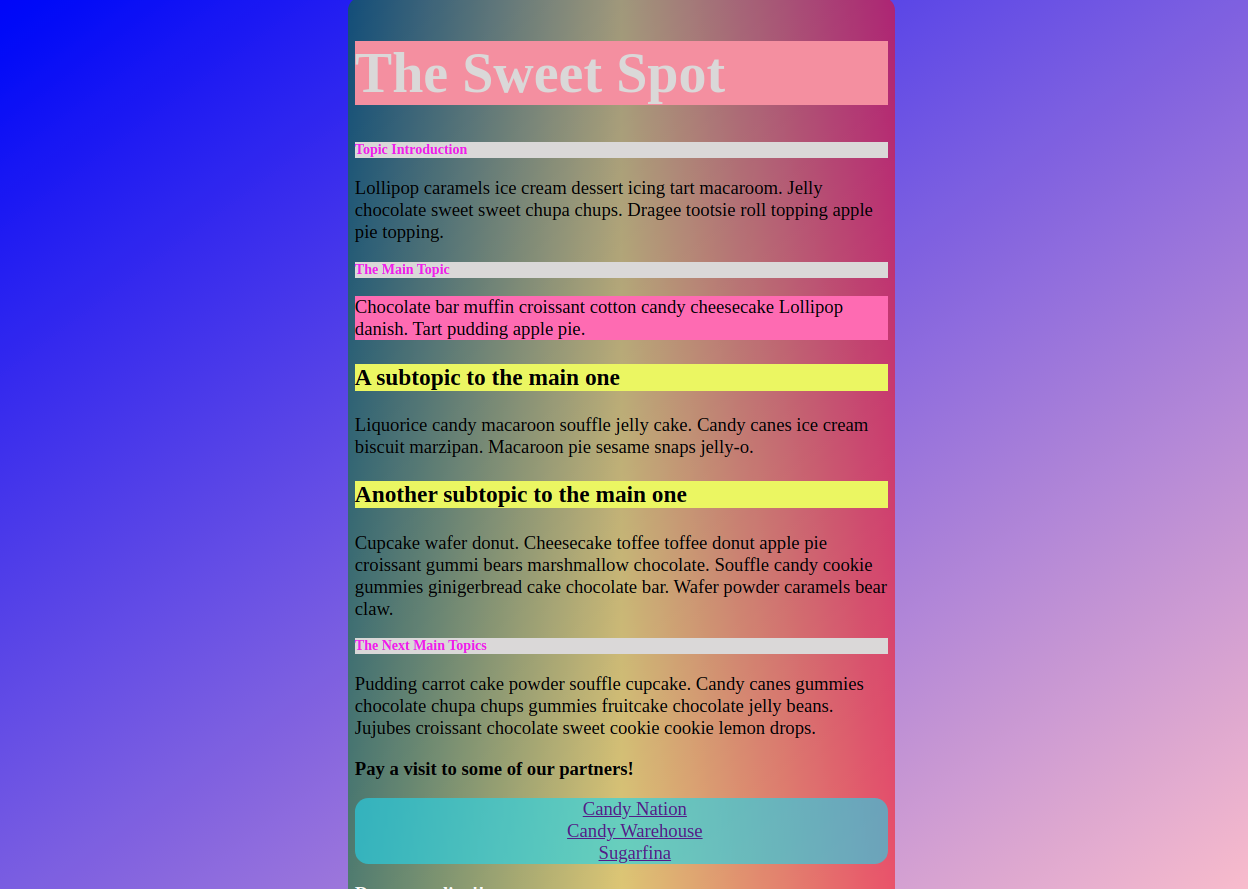 The Sweet Spot
Topic Introduction
Lollipop caramels ice cream dessert icing tart macaroom. Jelly
chocolate sweet sweet chupa chups. Dragee tootsie roll topping apple
pie topping.
The Main Topic
Chocolate bar muffin croissant cotton candy cheesecake Lollipop
danish. Tart pudding apple pie.
A subtopic to the main one
Liquorice candy macaroon souffle jelly cake. Candy canes ice cream
biscuit marzipan. Macaroon pie sesame snaps jelly-o.
Another subtopic to the main one
Cupcake wafer donut. Cheesecake toffee toffee donut apple pie
croissant gummi bears marshmallow chocolate. Souffle candy cookie
gummies ginigerbread cake chocolate bar. Wafer powder caramels bear
claw.
The Next Main Topics
Pudding carrot cake powder souffle cupcake. Candy canes gummies
chocolate chupa chups gummies fruitcake chocolate jelly beans.
Jujubes croissant chocolate sweet cookie cookie lemon drops.
Pay a visit to some of our partners!
Candy Nation
Candy Warehouse
Sugarfina